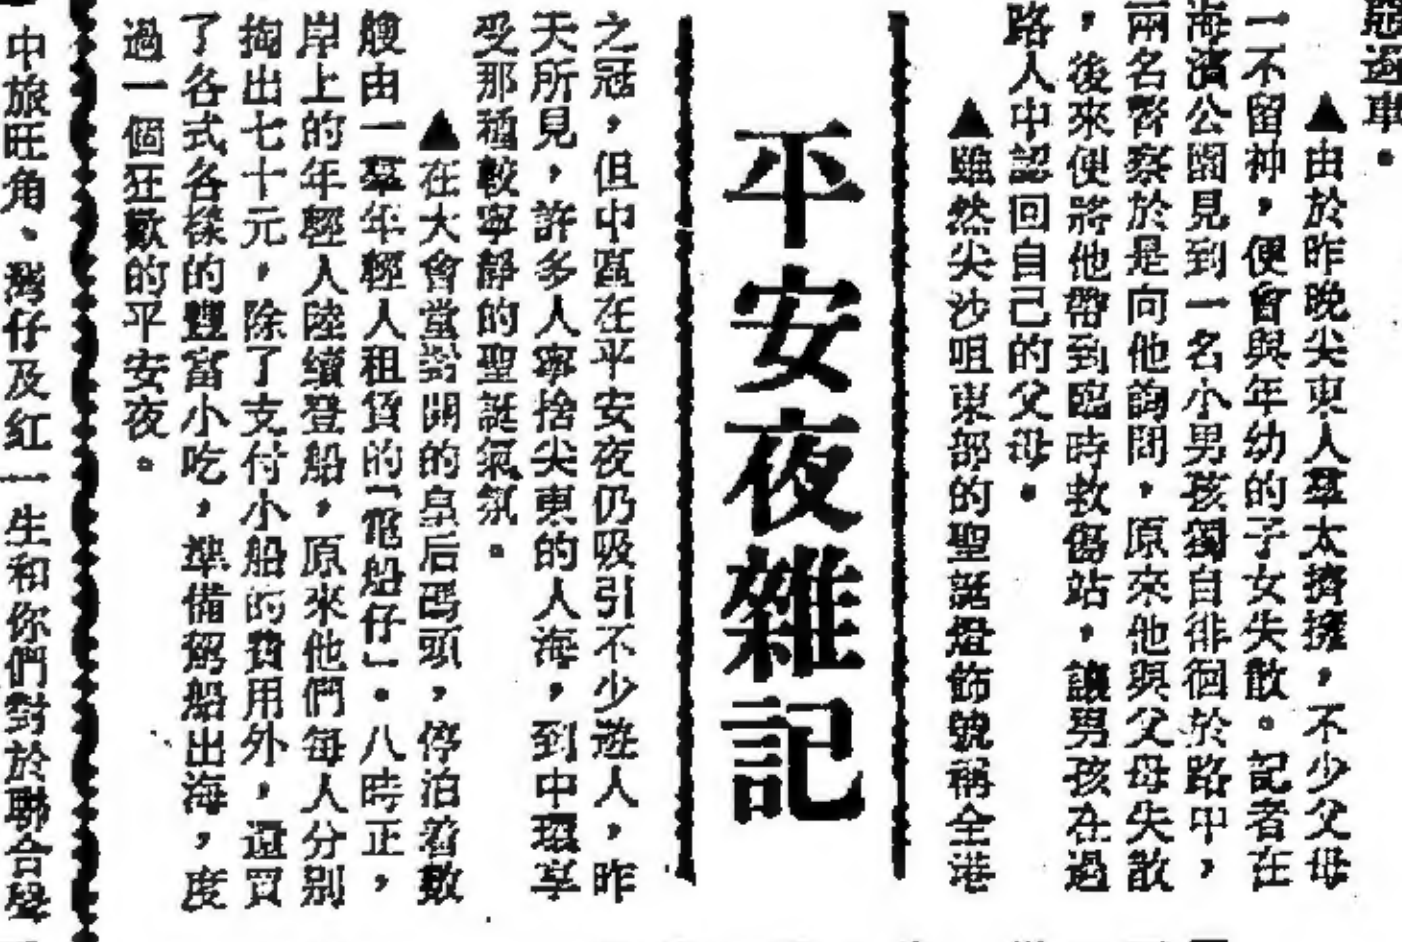 過車。
▲由於昨晚尖東人羣太擠擁，不少父母
一不留神，便會與年幼的子女失散。記者在
海濱公園見到一名小男孩獨自徘徊於路中，
兩名警察於是向他詢問，原來他與父母失散
，後來便將他帶到臨時救傷站，讓男孩在過
路人中認回自己的父母。
▲雖然尖沙咀東部的聖誕燈飾號稱全港
平安夜雜記
之冠，但中區在平安夜仍吸引不少遊人，昨
天所見，許多人寧捨尖東的人海，到中環享
受那種較寧靜的聖誕氣氛。
▲在大會堂對開的皇后碼頭，停泊着數
艘由一羣年輕人租賃的「電船仔」。八時正，
岸上的年輕人陸續登船，原來他們每人分別
掏出七十元，除了支付小船的費用外，還買
了各式各樣的豐富小吃，準備駕船出海，度
過一個狂歡的平安夜。
中旅旺角、灣仔及紅一生和你們對於聯合聲